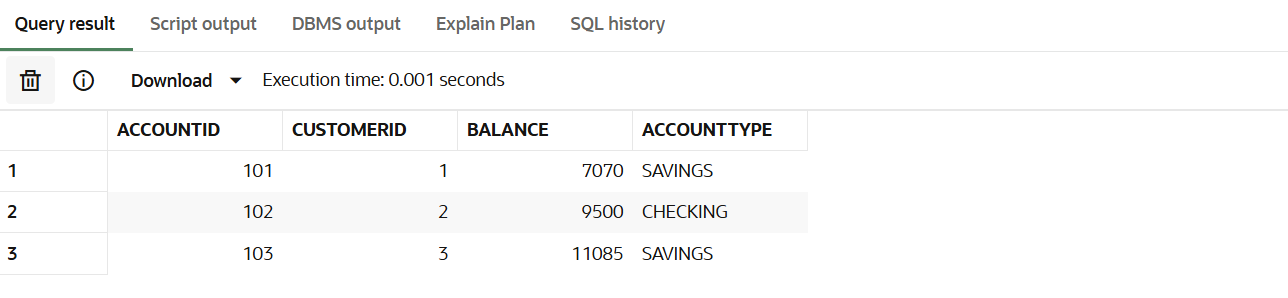 Query result Script output DBMS output Explain Plan SQL history
Download Execution time: 0.001 seconds
ACCOUNTID CUSTOMERID BALANCE ACCOUNTTYPE
1 101 1 7070 SAVINGS
2 102 2 9500 CHECKING
3 103 3 11085 SAVINGS